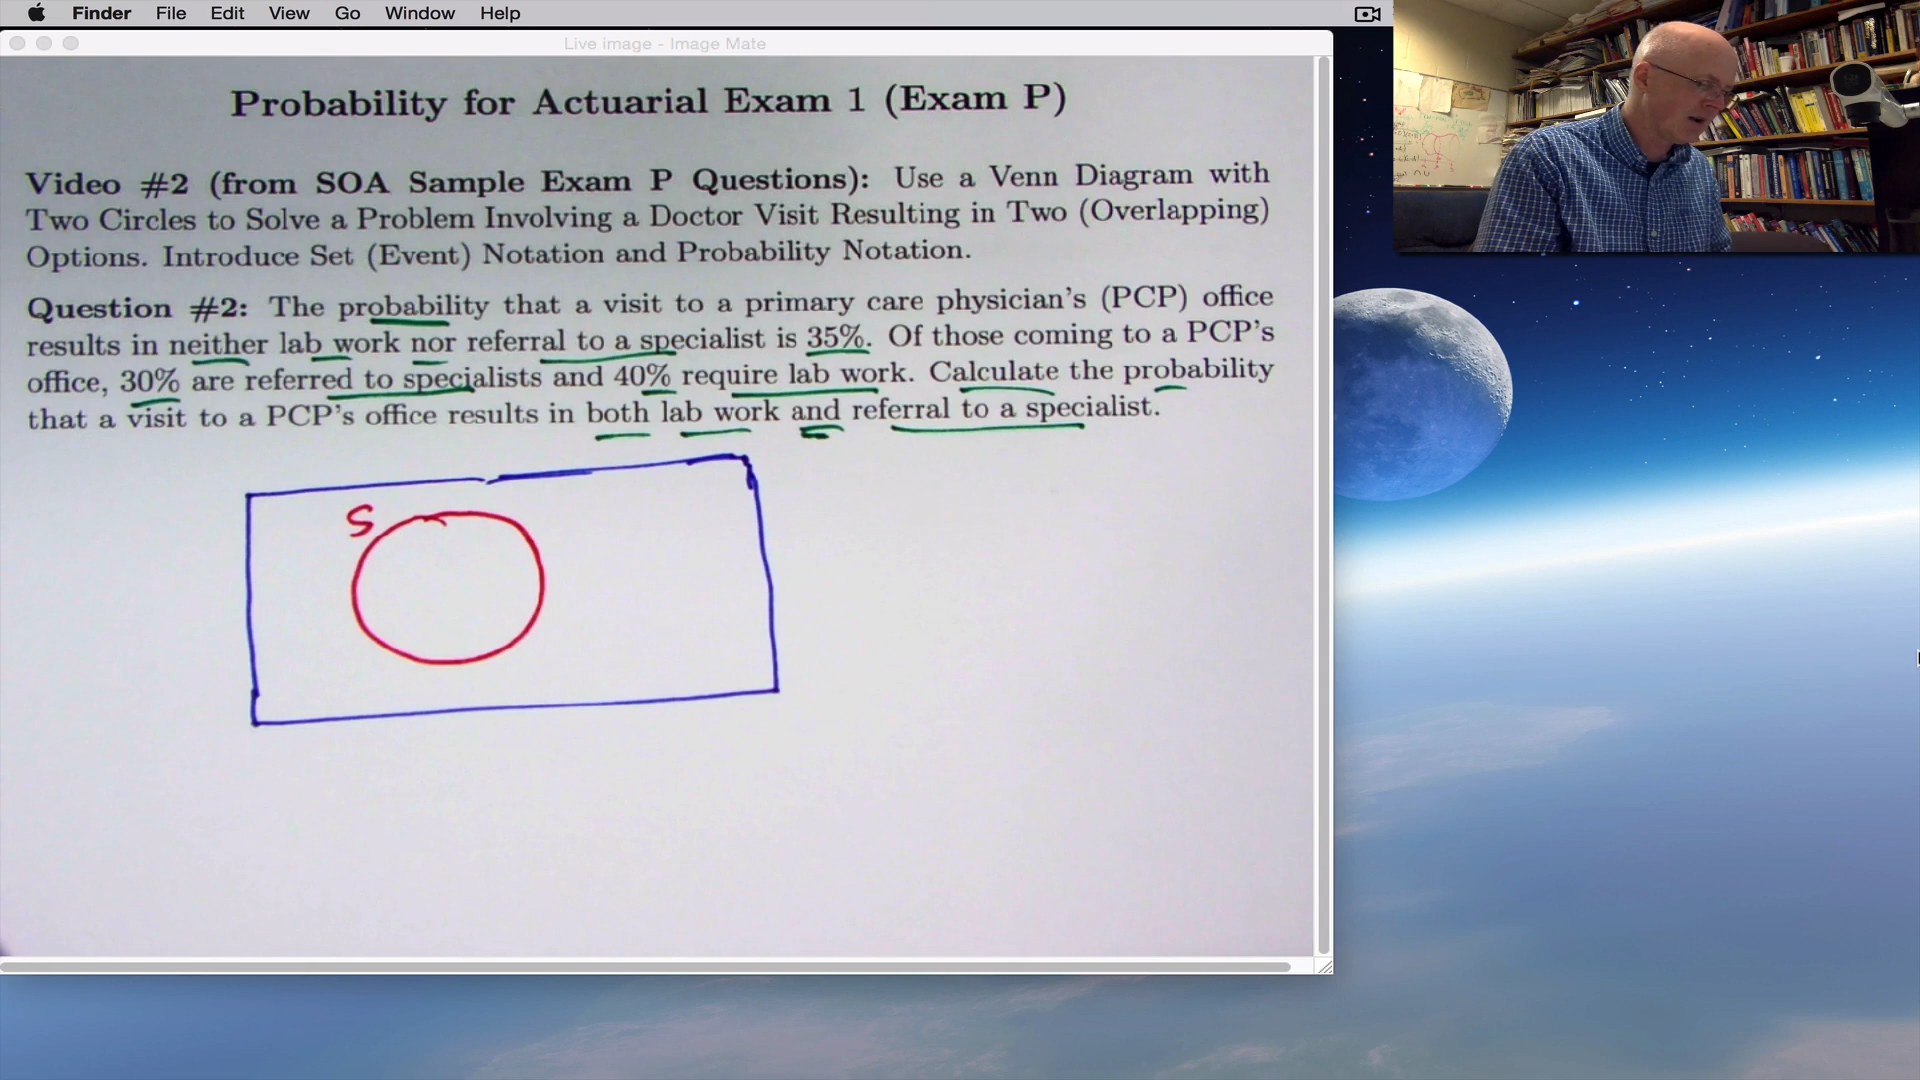 Finder File Edit View Go Window Help
Live image - Image Mate
Probability for Actuarial Exam 1 (Exam P)
Video #2 (from SOA Sample Exam P Questions): Use a Venn Diagram with
Two Circles to Solve a Problem Involving a Doctor Visit Resulting in Two (Overlapping)
Options. Introduce Set (Event) Notation and Probability Notation.
Question #2: The probability that a visit to a primary care physician's (PCP) office
results in neither lab work nor referral to a specialist is 35%. Of those coming to a PCP's
office, 30% are referred to specialists and 40% require lab work. Calculate the probability
that a visit to a PCP's office results in both lab work and referral to a specialist.
S